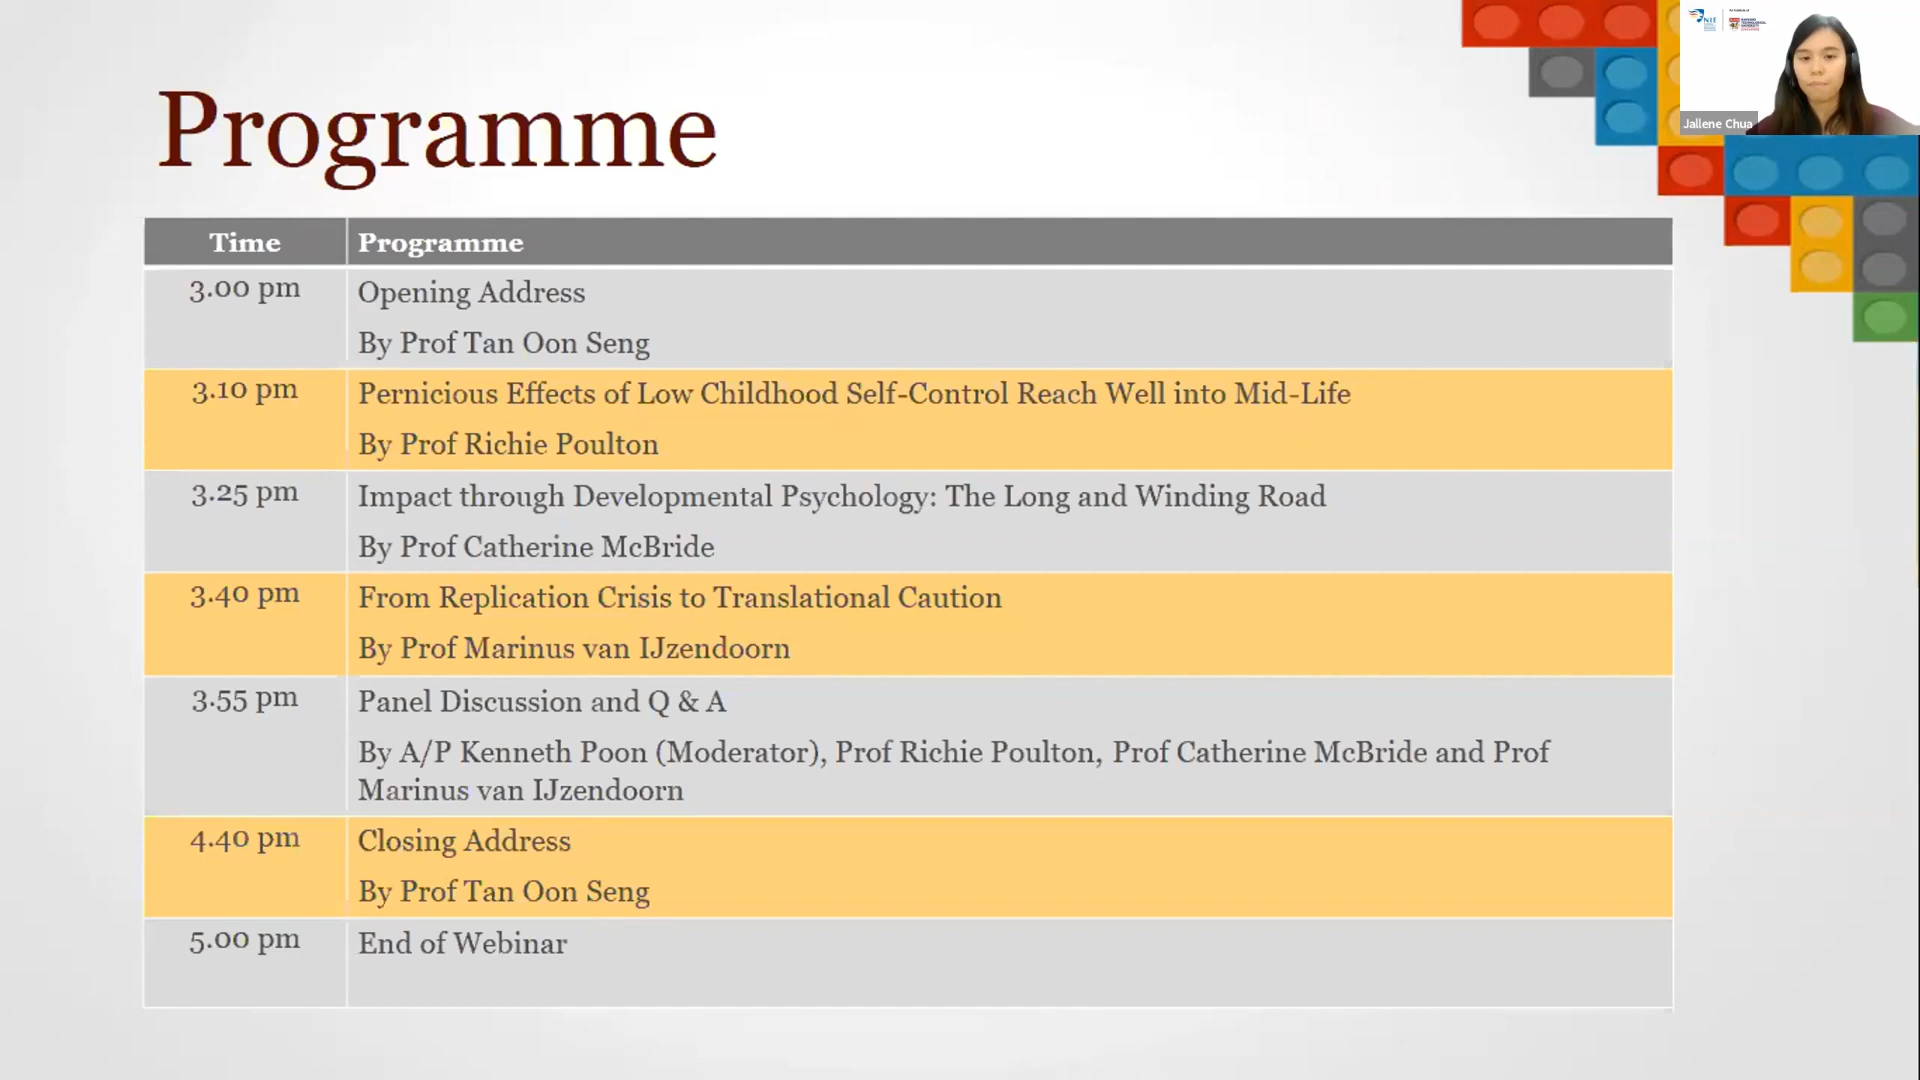 NIE
Jallene Chua
Programme
Time Programme
3.00 pm Opening Address
By Prof Tan Oon Seng
3.10 pm Pernicious Effects of Low Childhood Self-Control Reach Well into Mid-Life
By Prof Richie Poulton
3.25 pm Impact through Developmental Psychology: The Long and Winding Road
By Prof Catherine McBride
3.40 pm From Replication Crisis to Translational Caution
By Prof Marinus van IJzendoorn
3.55 pm Panel Discussion and Q & A
By A/P Kenneth Poon (Moderator), Prof Richie Poulton, Prof Catherine McBride and Prof
Marinus van IJzendoorn
4.40 pm Closing Address
By Prof Tan Oon Seng
5.00 pm End of Webinar